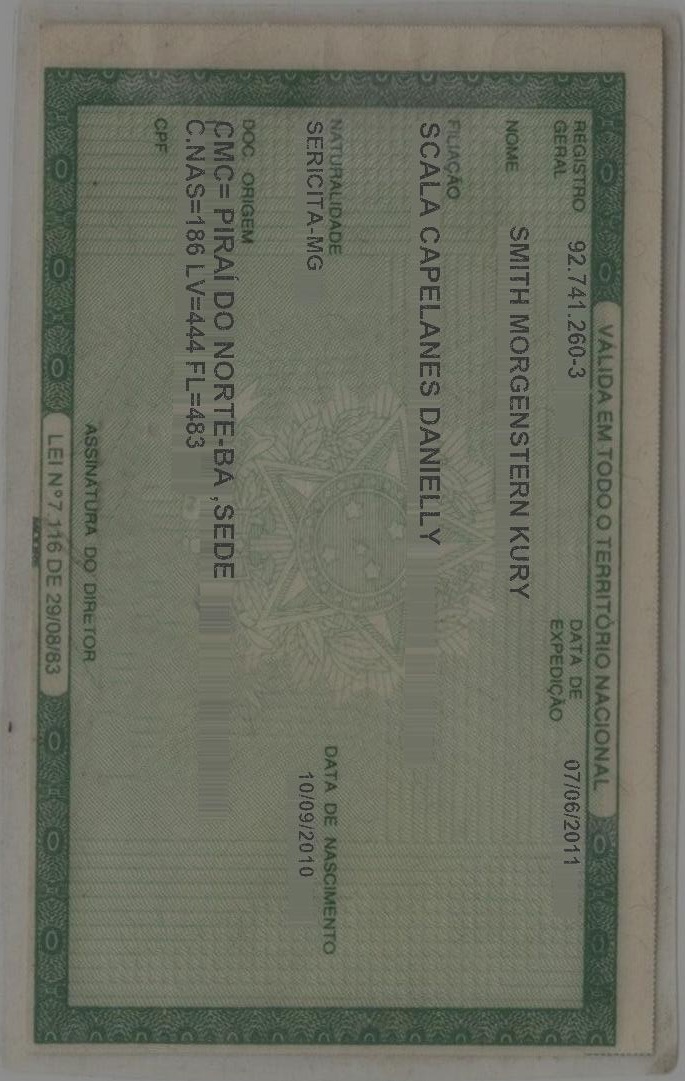 VÁLIDA EM TODO O TERRITÓRIO NACIONAL
REGISTRO GERAL 92.741.260-3 DATA DE EXPEDIÇÃO 07/06/2011
NOME SMITH MORGENSTERN KURY
FILIAÇÃO
SCALA CAPELANES DANIELLY
NATURALIDADE DATA DE NASCIMENTO
SERICITA-MG 10/09/2010
DOC. ORIGEM
CMC= PIRAÍ DO NORTE-BA ,SEDE
C.NAS=186 LV=444 FL=483
CPF
ASSINATURA DO DIRETOR
LEI Nº 7.116 DE 29/08/83